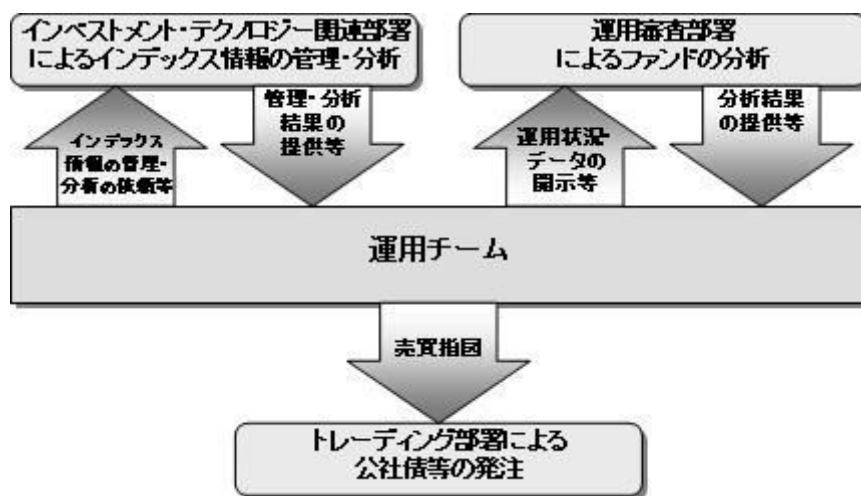 インベストメント・テクノロジー関連部署
によるインデックス情報の管理・分析
運用審査部署
によるファンドの分析
インデックス
情報の管理・
分析の依頼等
管理・分析
結果の
提供等
運用状況・
データの
開示等
分析結果
の提供等
運用チーム
売買指図
トレーディング部署による
公社債等の発注